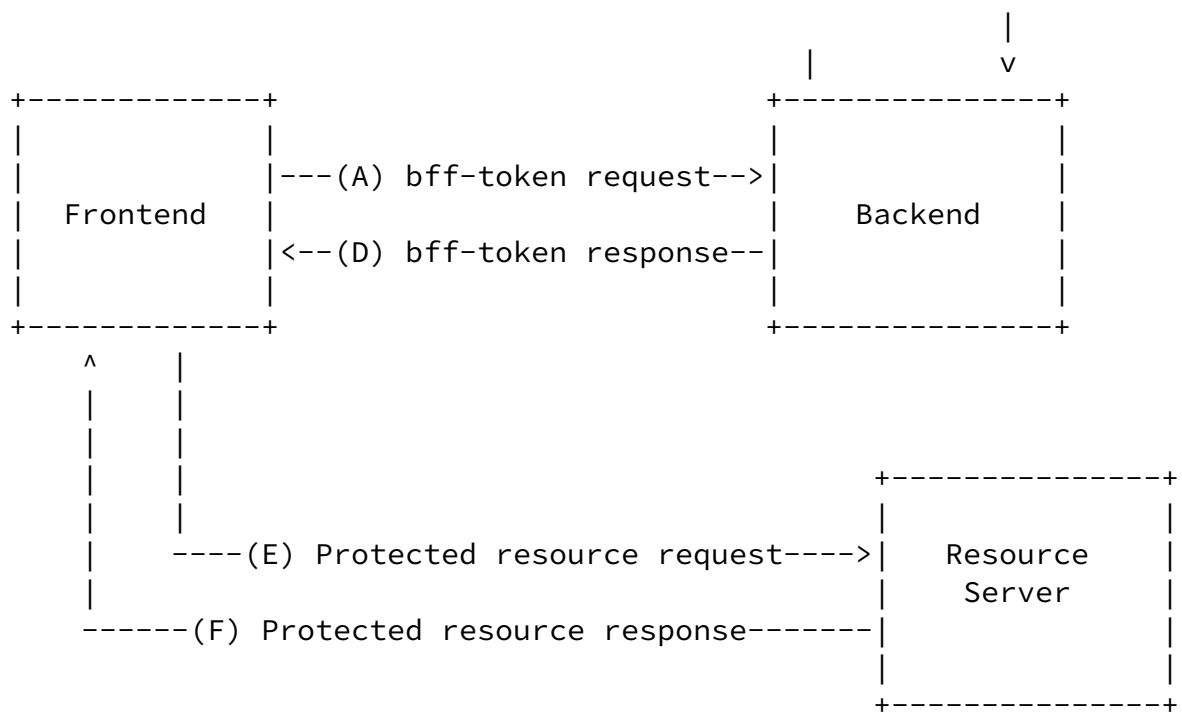 (A) bff-token request
Frontend Backend
(D) bff-token response
(E) Protected resource request
Resource
Server
(F) Protected resource response